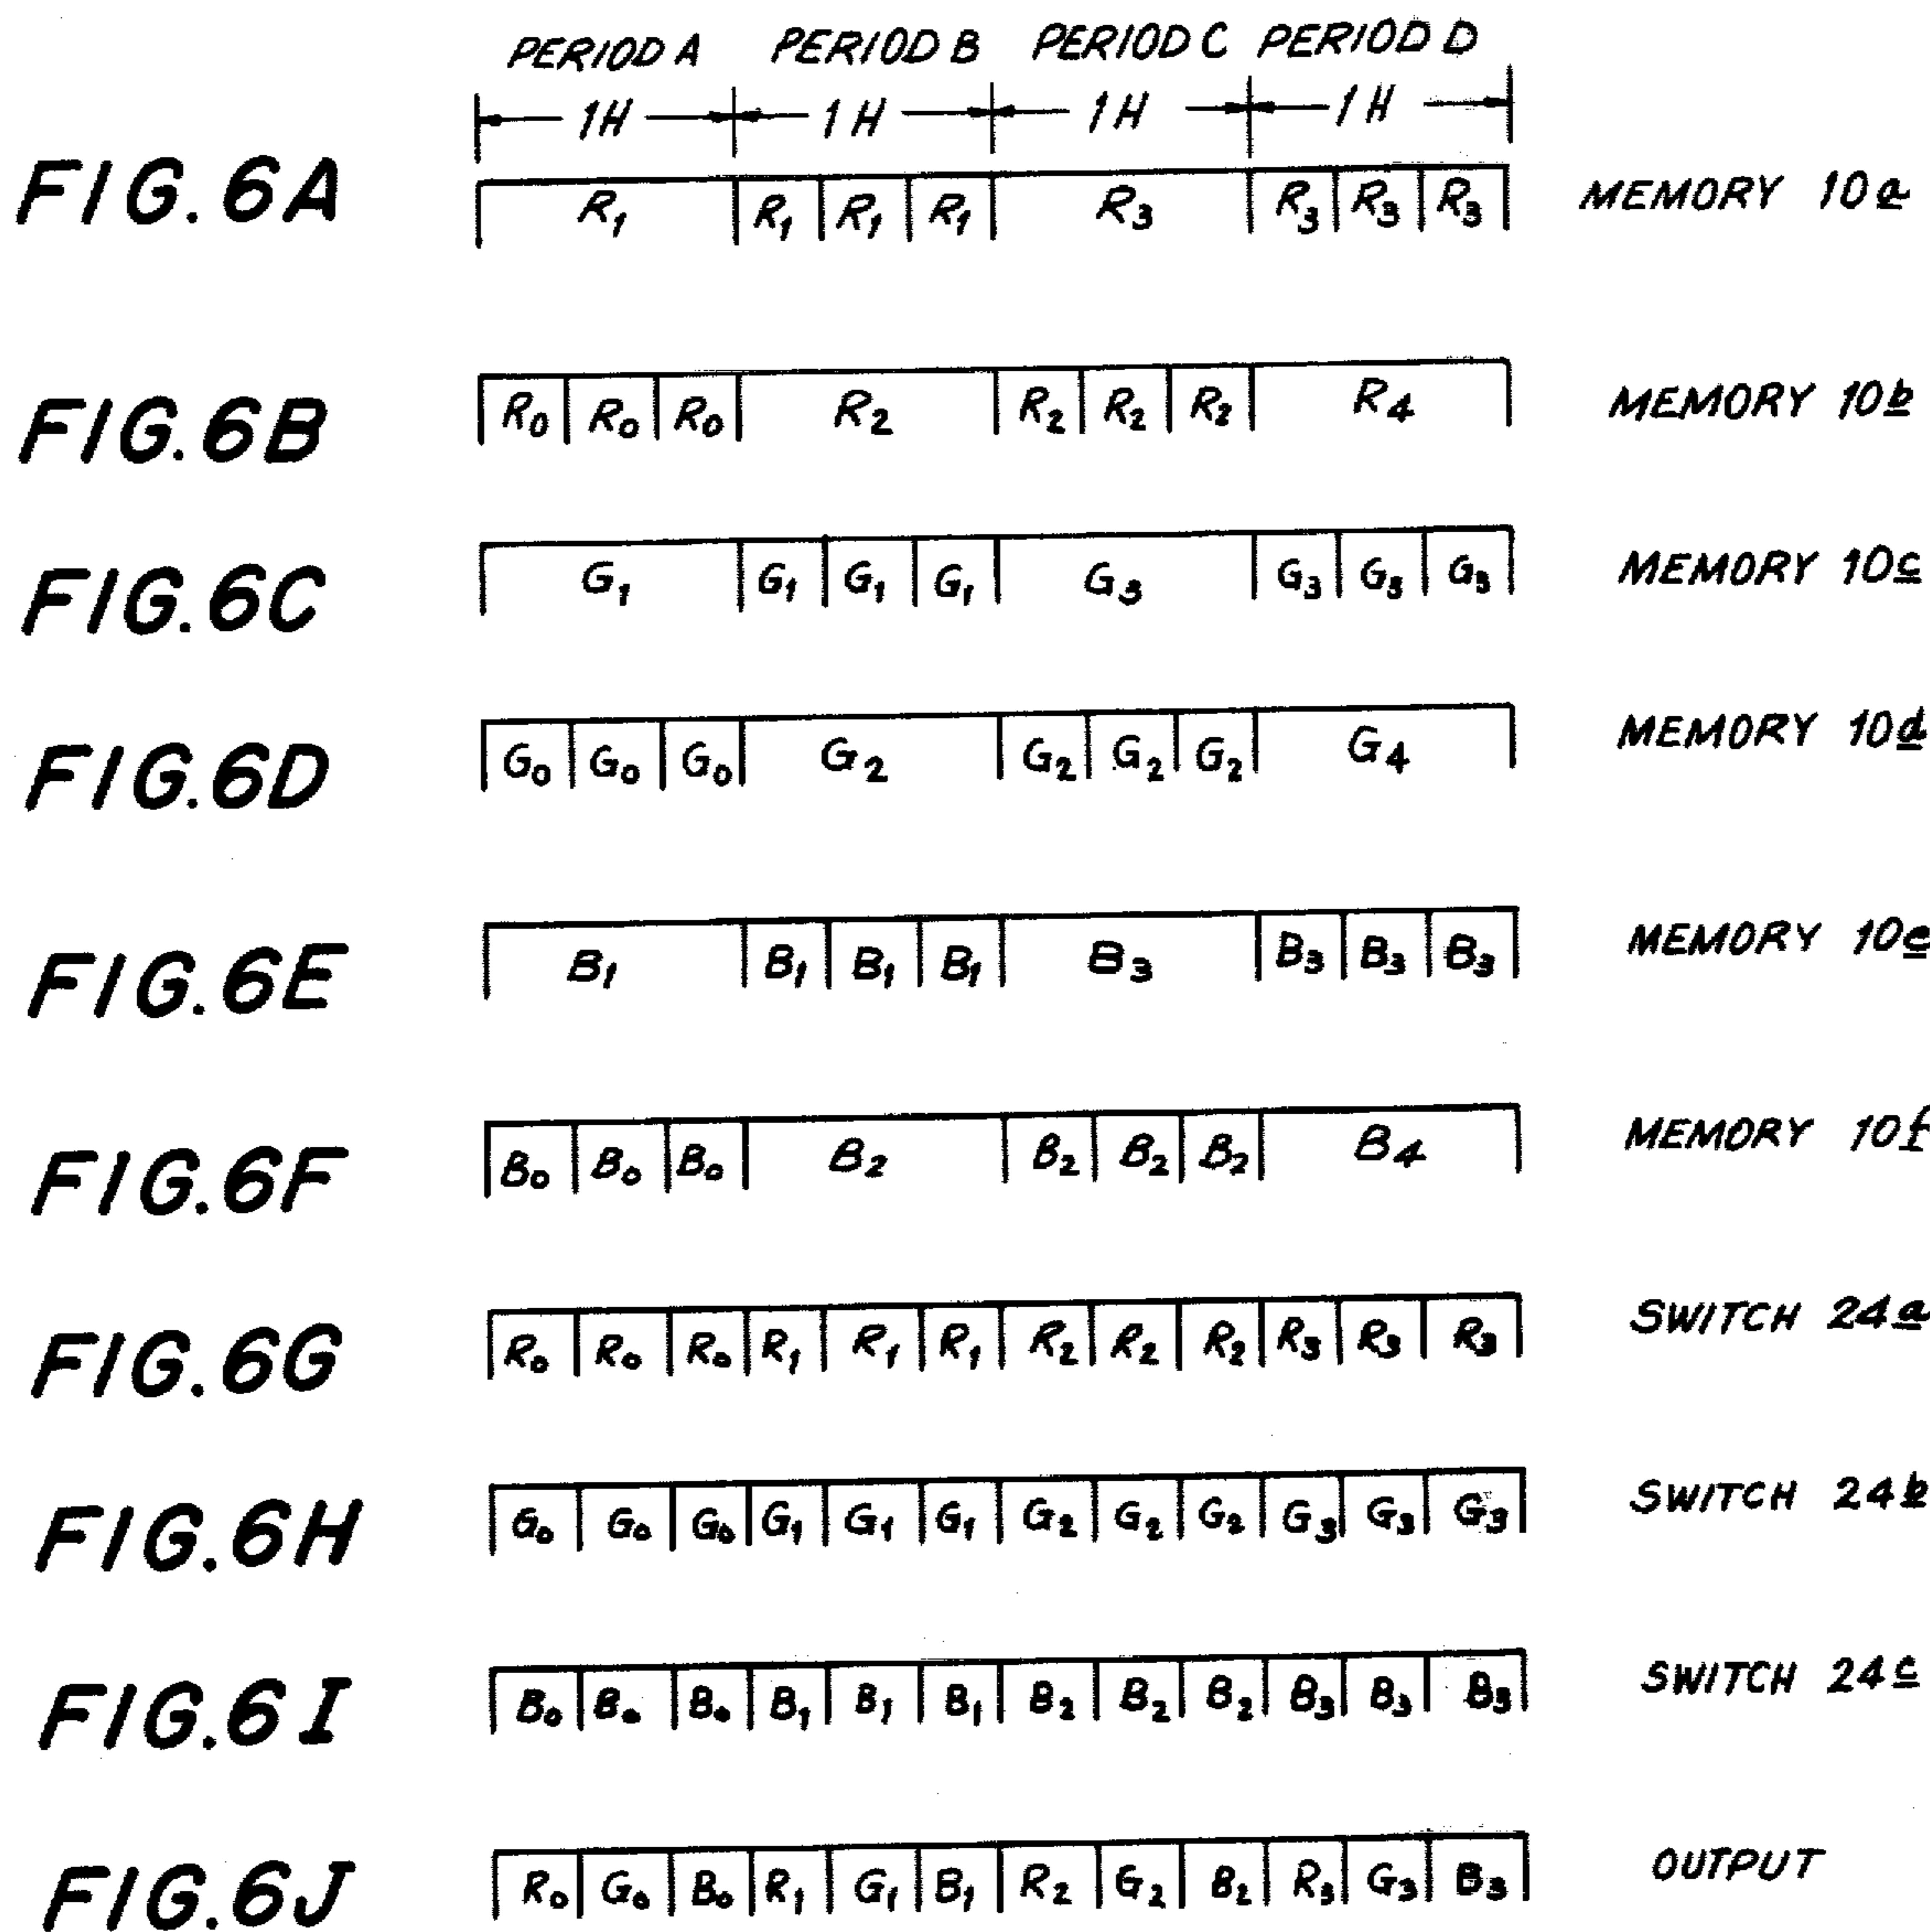 PERIOD A PERIOD B PERIOD C PERIOD D
1H 1H 1H 1H
FIG. 6A R₁ R₁ R₁ R₁ R₃ R₃ R₃ R₃ MEMORY 10a
FIG. 6B R₀ R₀ R₀ R₂ R₂ R₂ R₂ R₄ MEMORY 10b
FIG. 6C G₁ G₁ G₁ G₁ G₃ G₃ G₃ G₃ MEMORY 10c
FIG. 6D G₀ G₀ G₀ G₂ G₂ G₂ G₂ G₄ MEMORY 10d
FIG. 6E B₁ B₁ B₁ B₁ B₃ B₃ B₃ B₃ MEMORY 10e
FIG. 6F B₀ B₀ B₀ B₂ B₂ B₂ B₂ B₄ MEMORY 10f
FIG. 6G R₀ R₀ R₀ R₁ R₁ R₁ R₂ R₂ R₂ R₃ R₃ R₃ SWITCH 24a
FIG. 6H G₀ G₀ G₀ G₁ G₁ G₁ G₂ G₂ G₂ G₃ G₃ G₃ SWITCH 24b
FIG. 6I B₀ B₀ B₀ B₁ B₁ B₁ B₂ B₂ B₂ B₃ B₃ B₃ SWITCH 24c
FIG. 6J R₀ G₀ B₀ R₁ G₁ B₁ R₂ G₂ B₂ R₃ G₃ B₃ OUTPUT